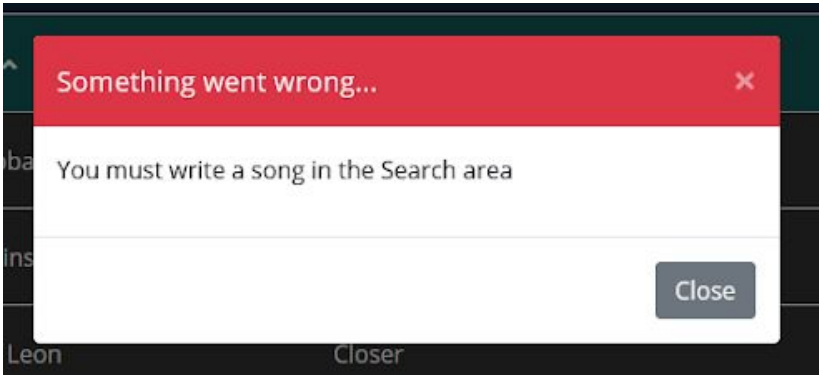 Something went wrong...
×
You must write a song in the Search area
Close
Leon Closer